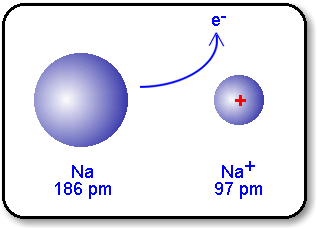 e-
+
Na
186 pm
Na+
97 pm